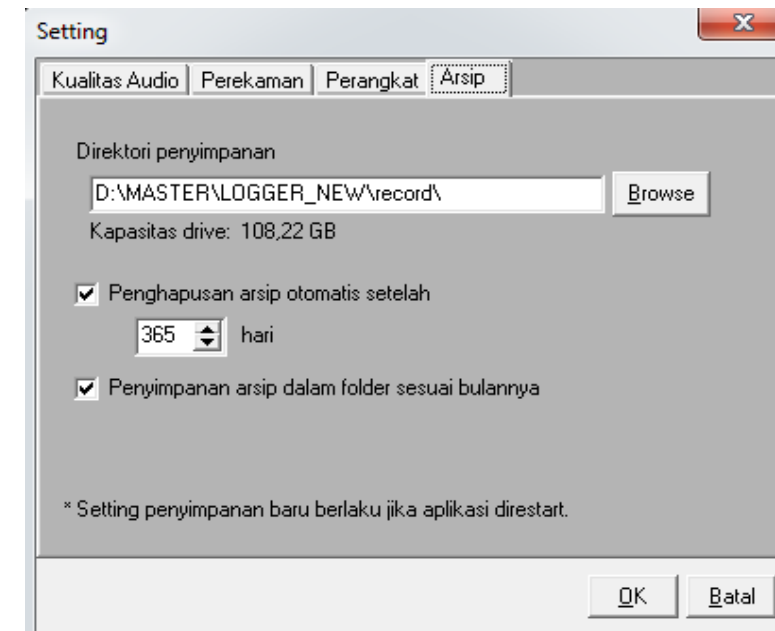 Setting
Kualitas Audio Perekaman Perangkat Arsip
Direktori penyimpanan
D:\MASTER\LOGGER_NEW\record\ Browse
Kapasitas drive: 108,22 GB
Penghapusan arsip otomatis setelah
365 hari
Penyimpanan arsip dalam folder sesuai bulannya
* Setting penyimpanan baru berlaku jika aplikasi direstart.
OK Batal